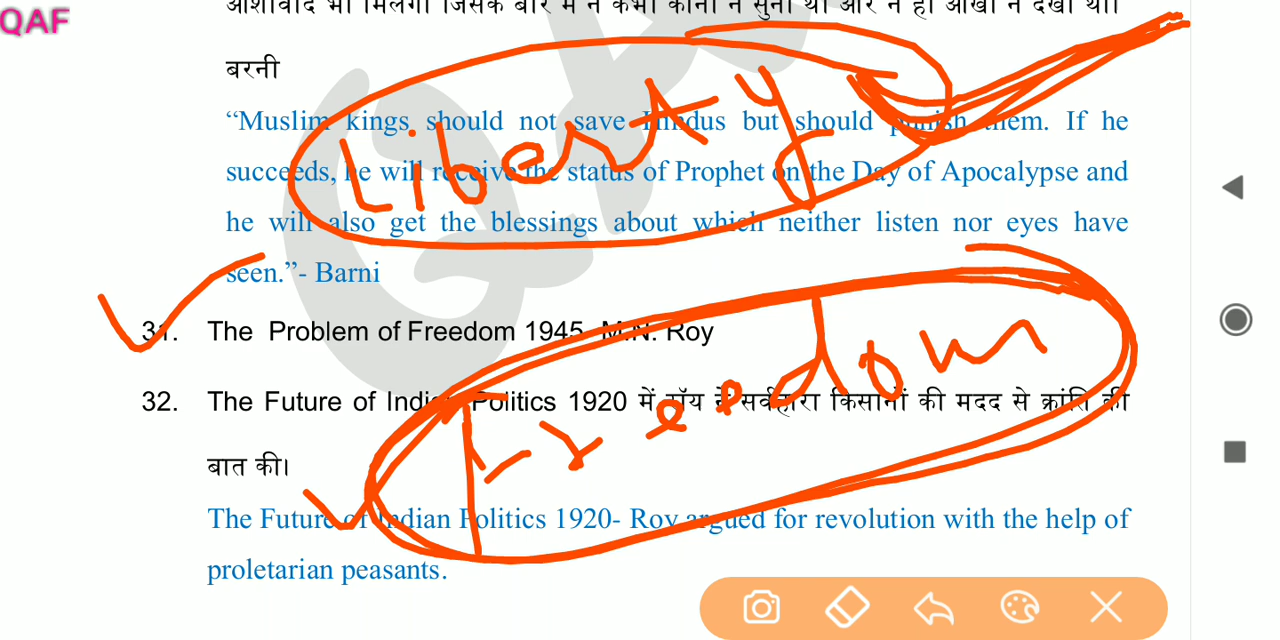 QAF
आशीर्वाद भी मिलेगा जिसके बारे में न कभी कानों ने सुना था और न ही आँखों ने देखा था।
बरनी
“Muslim kings should not save Hindus but should punish them. If he
succeeds, he will receive the status of Prophet on the Day of Apocalypse and
he will also get the blessings about which neither listen nor eyes have
seen.”- Barni
Liberty
31. The Problem of Freedom 1945- M.N. Roy
32. The Future of Indian Politics 1920 में रॉय ने सर्वहारा किसानों की मदद से क्रांति की
बात की।
Freedom
The Future of Indian Politics 1920- Roy argued for revolution with the help of
proletarian peasants.